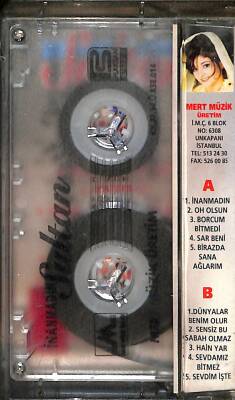 MERT MÜZİK
ÜRETİM
İ.M.Ç. 6 BLOK
NO: 6308
UNKAPANI
İSTANBUL
TEL: 513 24 30
FAX: 526 00 85
A
1. İNANMADIN
2. OH OLSUN
3. BORCUM
BİTMEDİ
4. SAR BENİ
5. BİRAZDA
SANA
AĞLARIM
B
1.DÜNYALAR
BENİM OLUR
2. SENSİZ BU
SABAH OLMAZ
3. HAİN YAR
4. SEVDAMIZ
BİTMEZ
5. SEVDİM İŞTE
İNANMADIN
Sultan